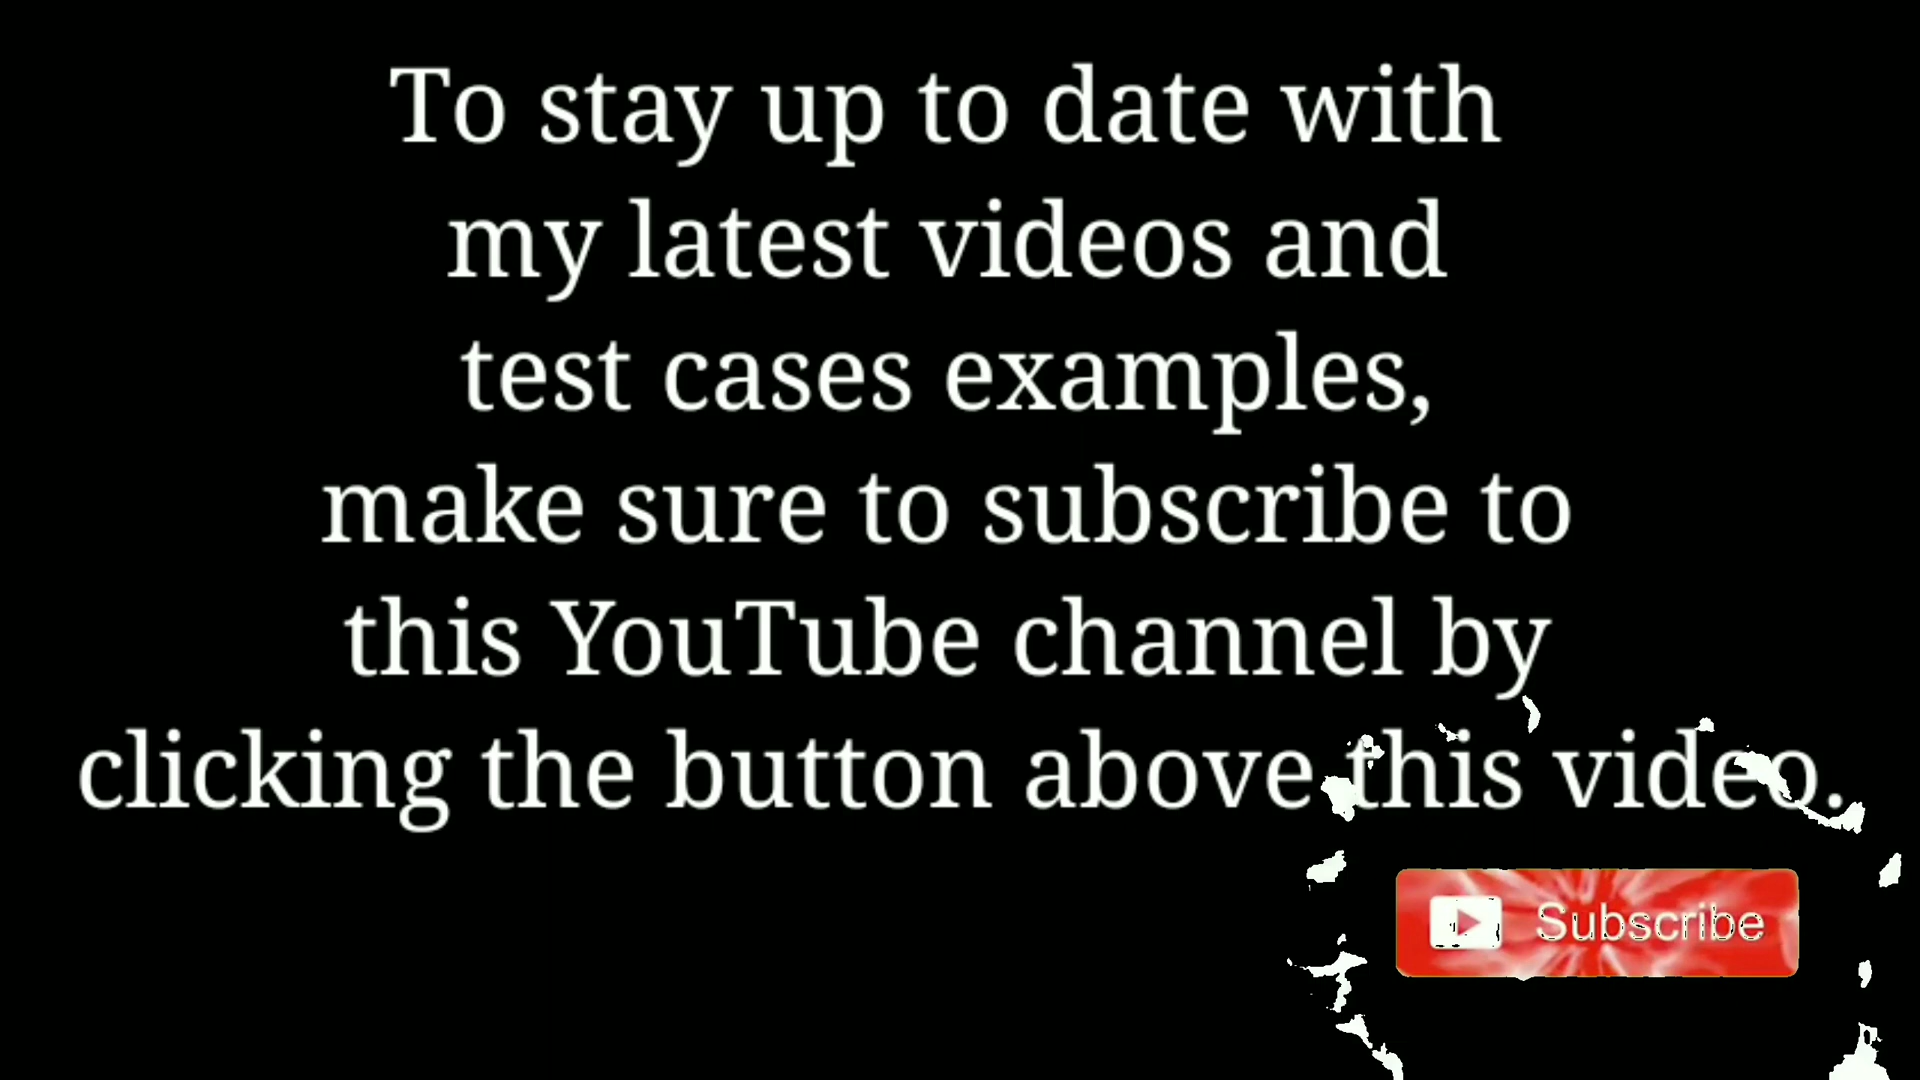 To stay up to date with
my latest videos and
test cases examples,
make sure to subscribe to
this YouTube channel by
clicking the button above this video.
Subscribe